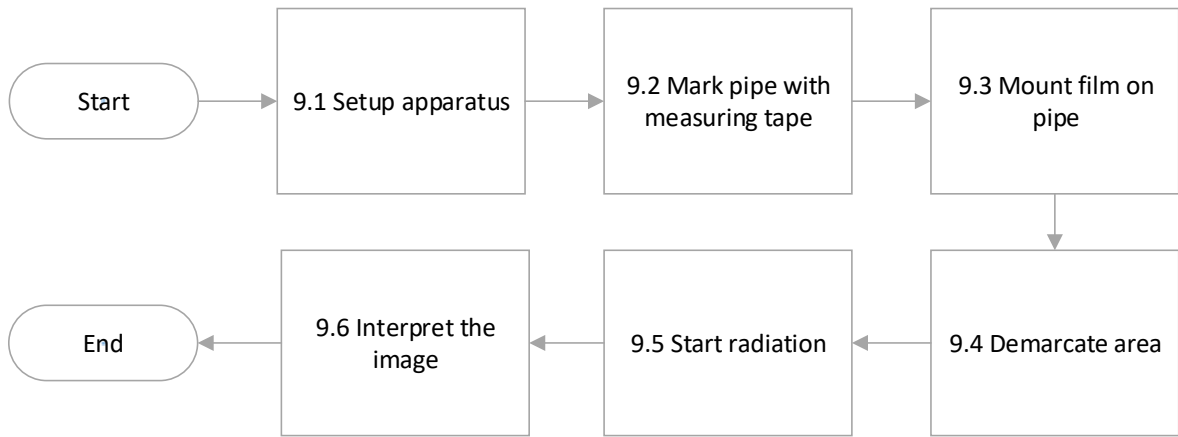 Start
9.1 Setup apparatus
9.2 Mark pipe with
measuring tape
9.3 Mount film on
pipe
9.4 Demarcate area
9.5 Start radiation
9.6 Interpret the
image
End